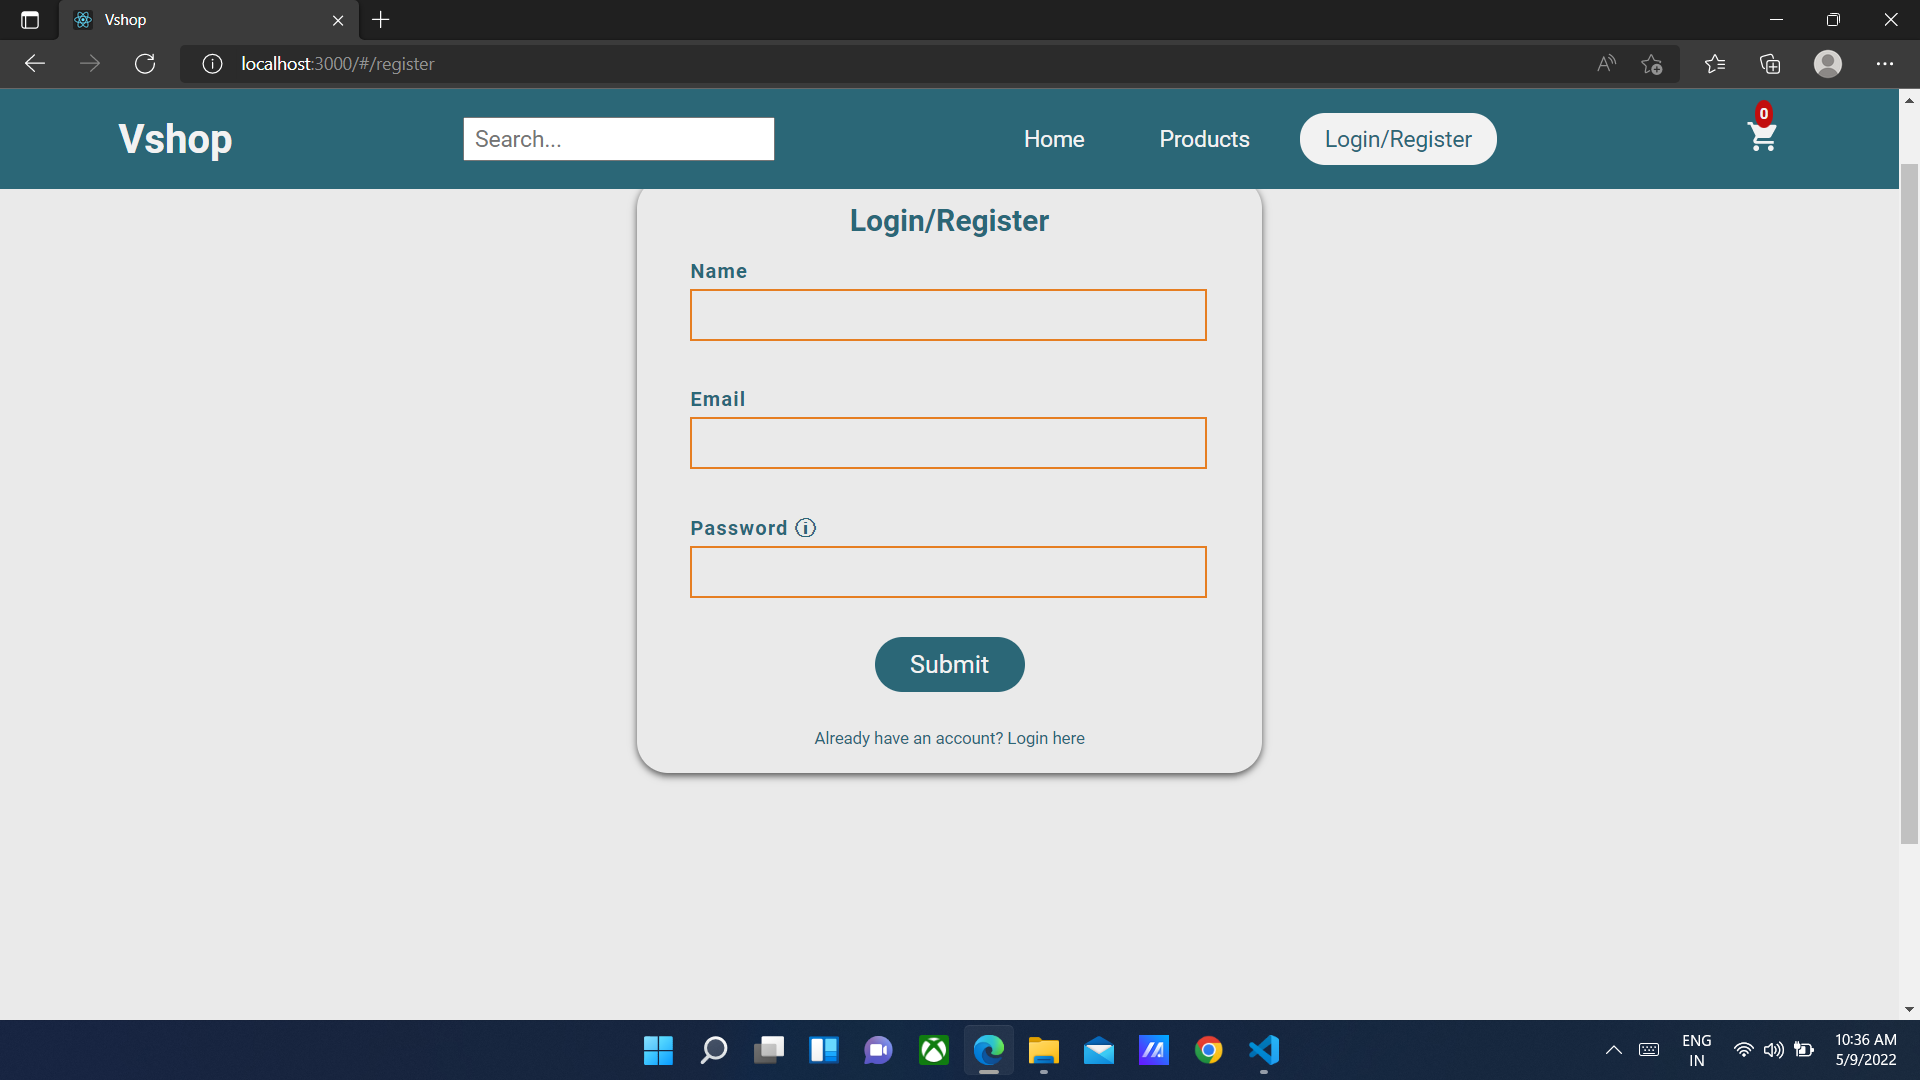 Vshop
localhost:3000/#/register
Vshop
Search...
Home
Products
Login/Register
0
Login/Register
Name
Email
Password
Submit
Already have an account? Login here
ENG
IN
10:36 AM
5/9/2022